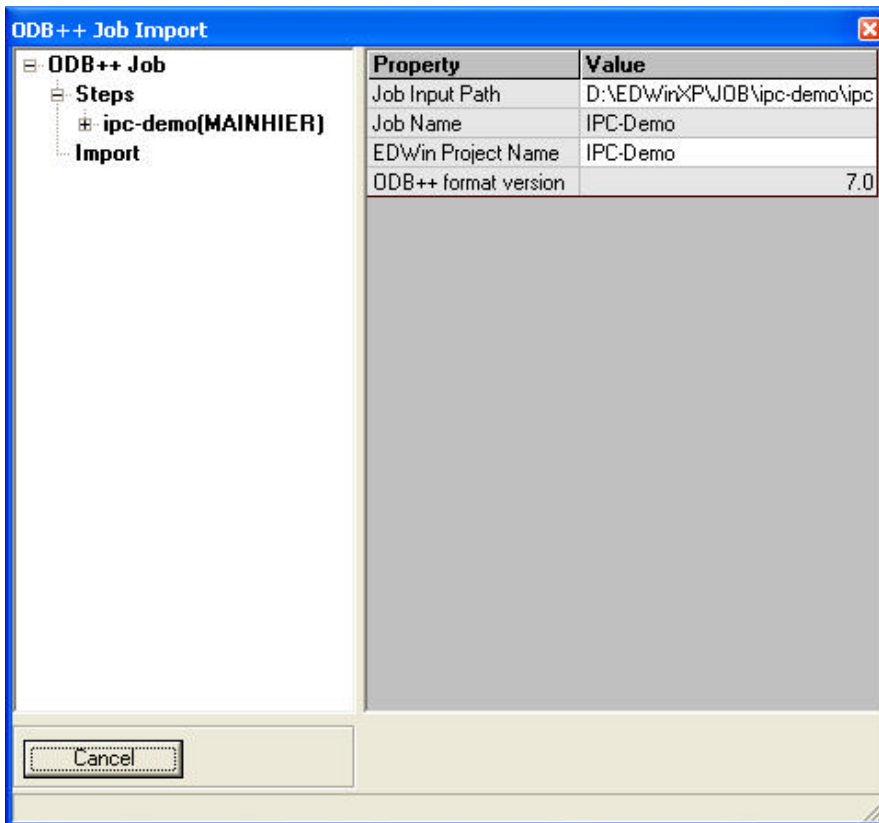 ODB++ Job Import
ODB++ Job
Steps
ipc-demo(MAINHIER)
Import
Property Value
Job Input Path D:\EDWinXP\JOB\ipc-demo\ipc
Job Name IPC-Demo
EDWin Project Name IPC-Demo
ODB++ format version 7.0
Cancel